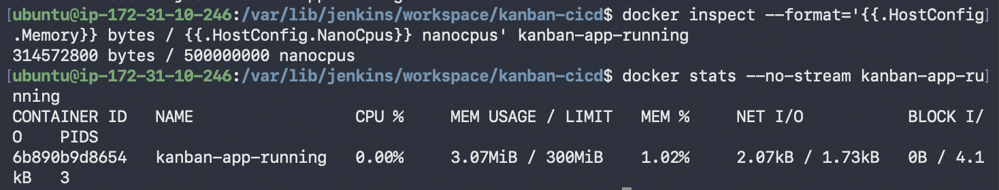 [ubuntu@ip-172-31-10-246:/var/lib/jenkins/workspace/kanban-cicd$ docker inspect --format='{{.HostConfig]
.Memory}} bytes / {{.HostConfig.NanoCpus}} nanocpus' kanban-app-running
314572800 bytes / 500000000 nanocpus
[ubuntu@ip-172-31-10-246:/var/lib/jenkins/workspace/kanban-cicd$ docker stats --no-stream kanban-app-ru]
nning
CONTAINER ID   NAME                 CPU %     MEM USAGE / LIMIT   MEM %     NET I/O           BLOCK I/
O    PIDS
6b890b9d8654   kanban-app-running   0.00%     3.07MiB / 300MiB    1.02%     2.07kB / 1.73kB   0B / 4.1
kB   3